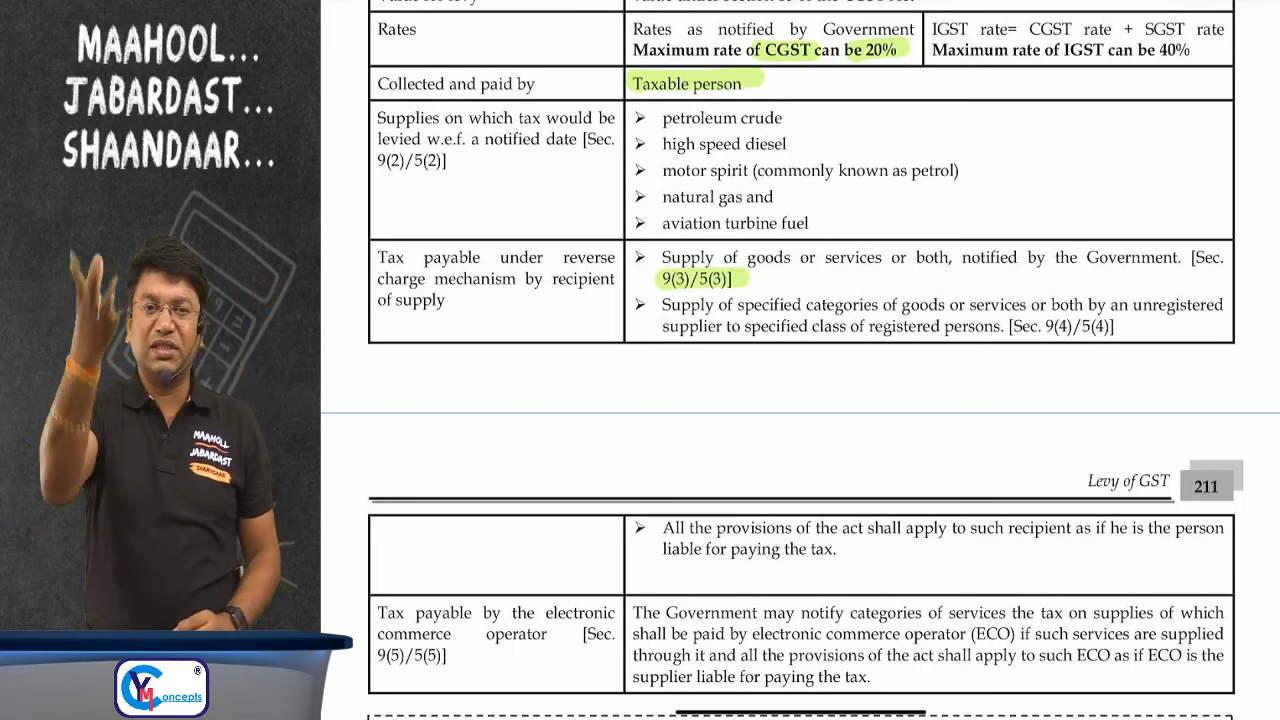 MAAHOOL...
JABARDAST...
SHAANDAAR...
MAAHOLL
JABARDAST
SHAANDAAR
YM Concepts
®
Rates
Rates as notified by Government
Maximum rate of CGST can be 20%
IGST rate= CGST rate + SGST rate
Maximum rate of IGST can be 40%
Collected and paid by
Taxable person
Supplies on which tax would be
levied w.e.f. a notified date [Sec.
9(2)/5(2)]
➢ petroleum crude
➢ high speed diesel
➢ motor spirit (commonly known as petrol)
➢ natural gas and
➢ aviation turbine fuel
Tax payable under reverse
charge mechanism by recipient
of supply
➢ Supply of goods or services or both, notified by the Government. [Sec.
9(3)/5(3)]
➢ Supply of specified categories of goods or services or both by an unregistered
supplier to specified class of registered persons. [Sec. 9(4)/5(4)]
Levy of GST 211
➢ All the provisions of the act shall apply to such recipient as if he is the person
liable for paying the tax.
Tax payable by the electronic
commerce operator [Sec.
9(5)/5(5)]
The Government may notify categories of services the tax on supplies of which
shall be paid by electronic commerce operator (ECO) if such services are supplied
through it and all the provisions of the act shall apply to such ECO as if ECO is the
supplier liable for paying the tax.